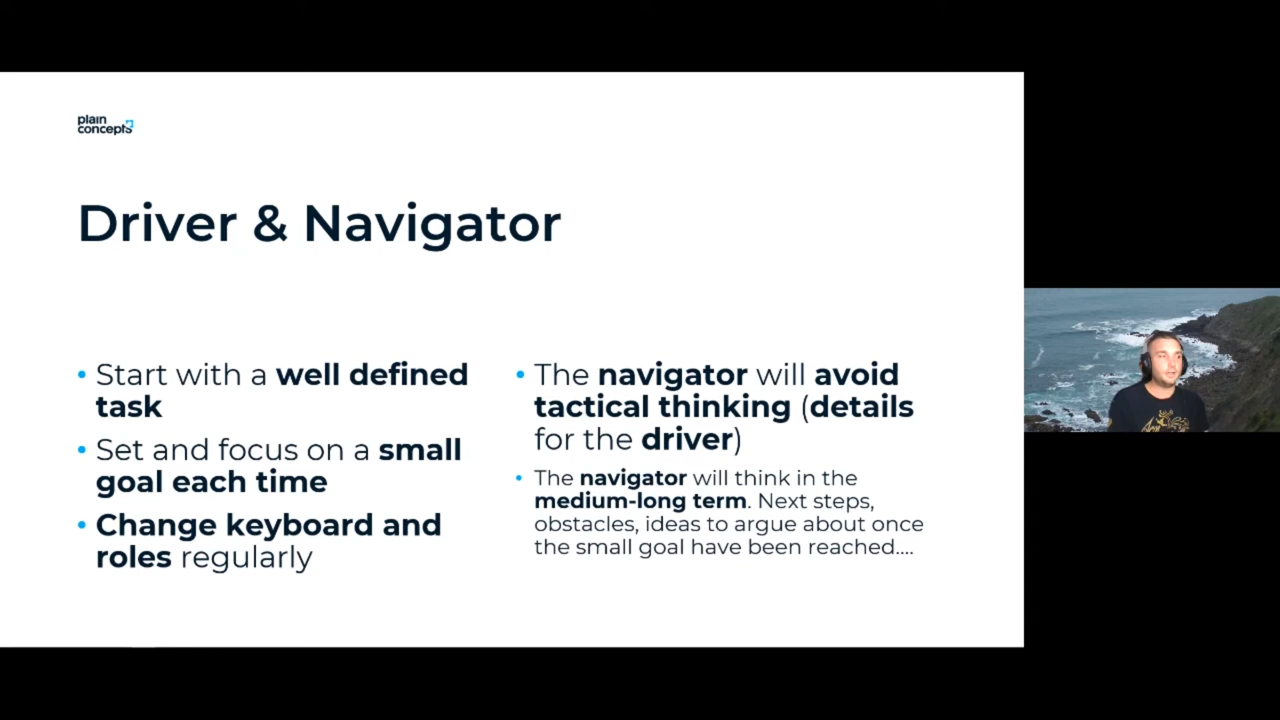 plain
concepts
Driver & Navigator
• Start with a well defined
task
• Set and focus on a small
goal each time
• Change keyboard and
roles regularly
• The navigator will avoid
tactical thinking (details
for the driver)
• The navigator will think in the
medium-long term. Next steps,
obstacles, ideas to argue about once
the small goal have been reached....